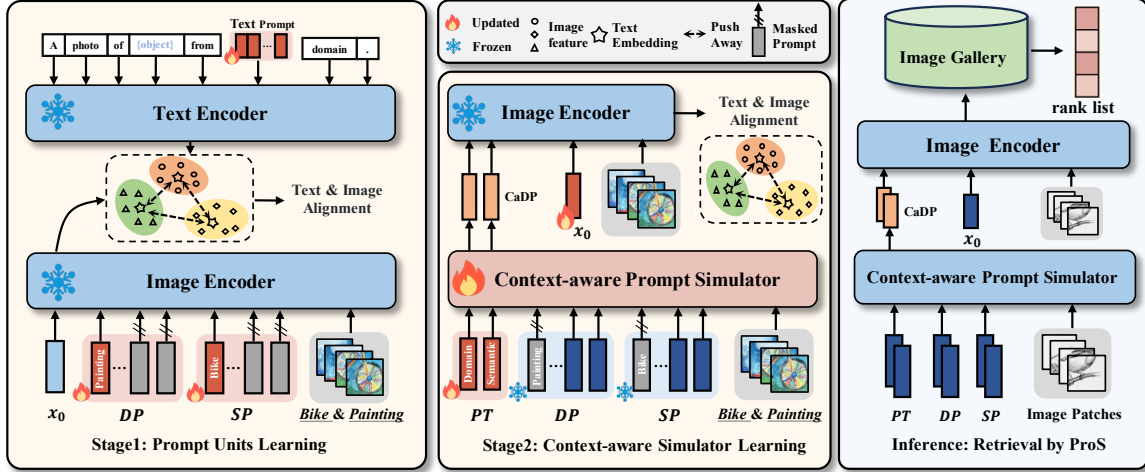 A photo of {object} from
Text Prompt
...
domain .
Text Encoder
Text & Image
Alignment
Image Encoder
Painting
...
Bike
...
x₀
DP
SP
Bike & Painting
Stage1: Prompt Units Learning
Updated
Frozen
Image
feature
Text
Embedding
Push
Away
Masked
Prompt
Image Encoder
Text & Image
Alignment
CaDP
x₀
Context-aware Prompt Simulator
Domain
Semantic
Painting
...
Bike
...
PT
DP
SP
Bike & Painting
Stage2: Context-aware Simulator Learning
Image Gallery
rank list
Image Encoder
CaDP
x₀
Context-aware Prompt Simulator
PT
DP
SP
Image Patches
Inference: Retrieval by ProS